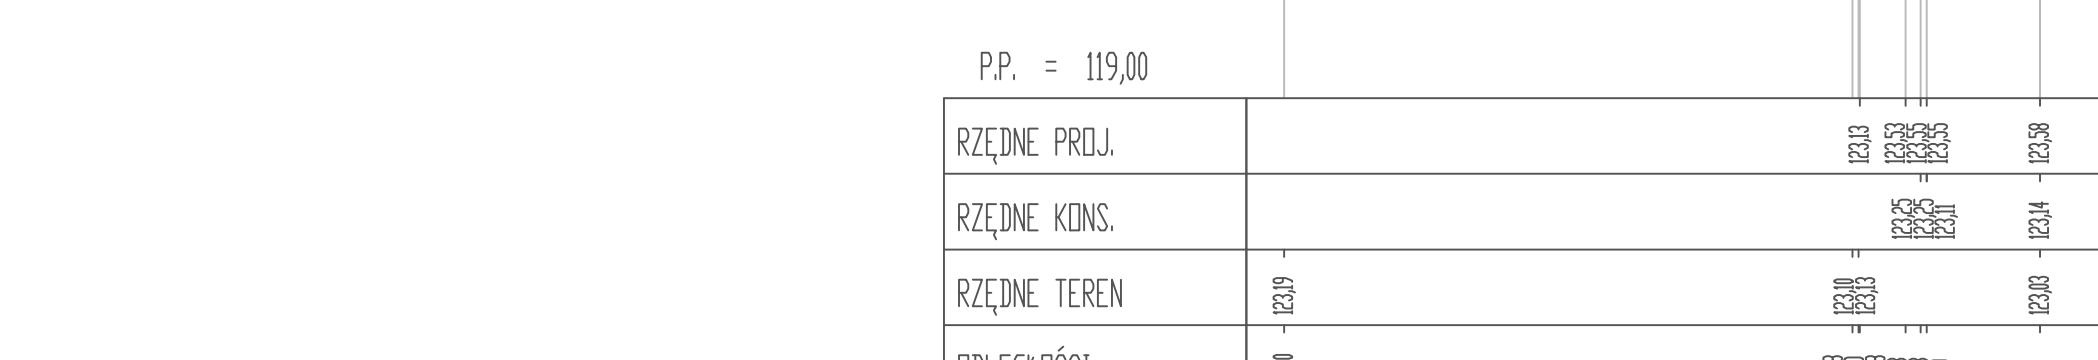 P.P. = 119,00
RZĘDNE PROJ. 123,13 123,53 123,55 123,55 123,58
RZĘDNE KONS. 123,25 123,25 123,11 123,14
RZĘDNE TEREN 123,19 123,10 123,13 123,03